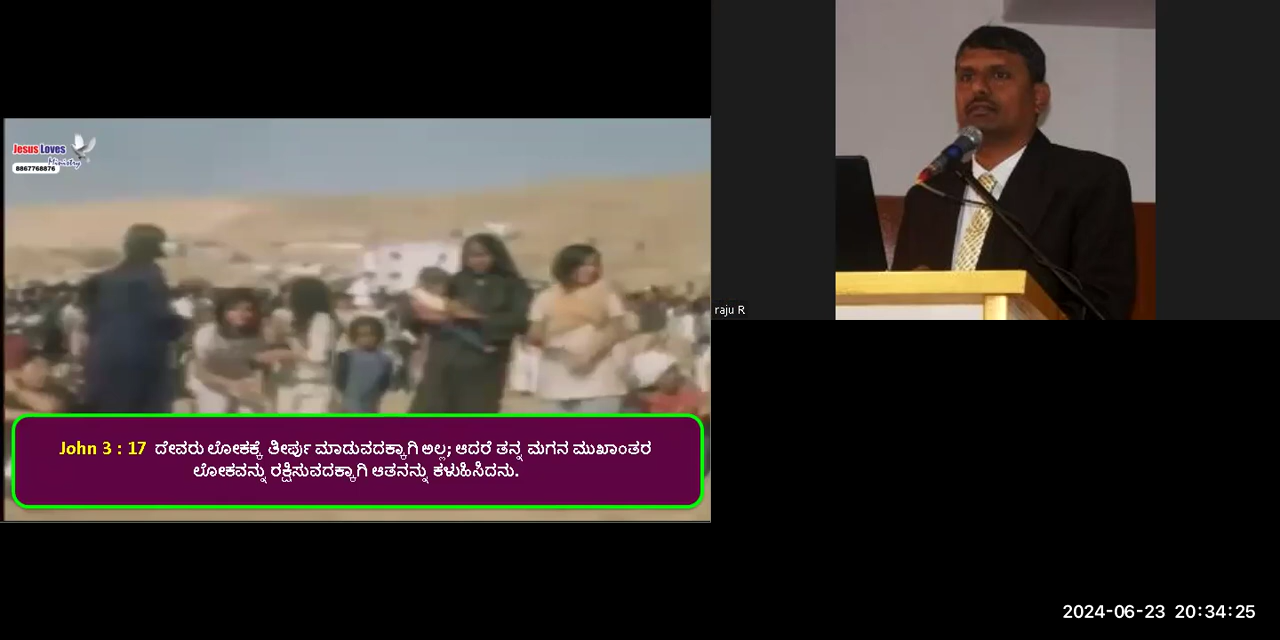 Jesus Loves
Ministry
8867768876
John 3 : 17 ದೇವರು ಲೋಕಕ್ಕೆ ತೀರ್ಪು ಮಾಡುವದಕ್ಕಾಗಿ ಅಲ್ಲ; ಆದರೆ ತನ್ನ ಮಗನ ಮುಖಾಂತರ
ಲೋಕವನ್ನು ರಕ್ಷಿಸುವದಕ್ಕಾಗಿ ಆತನನ್ನು ಕಳುಹಿಸಿದನು.
raju R
2024-06-23 20:34:25